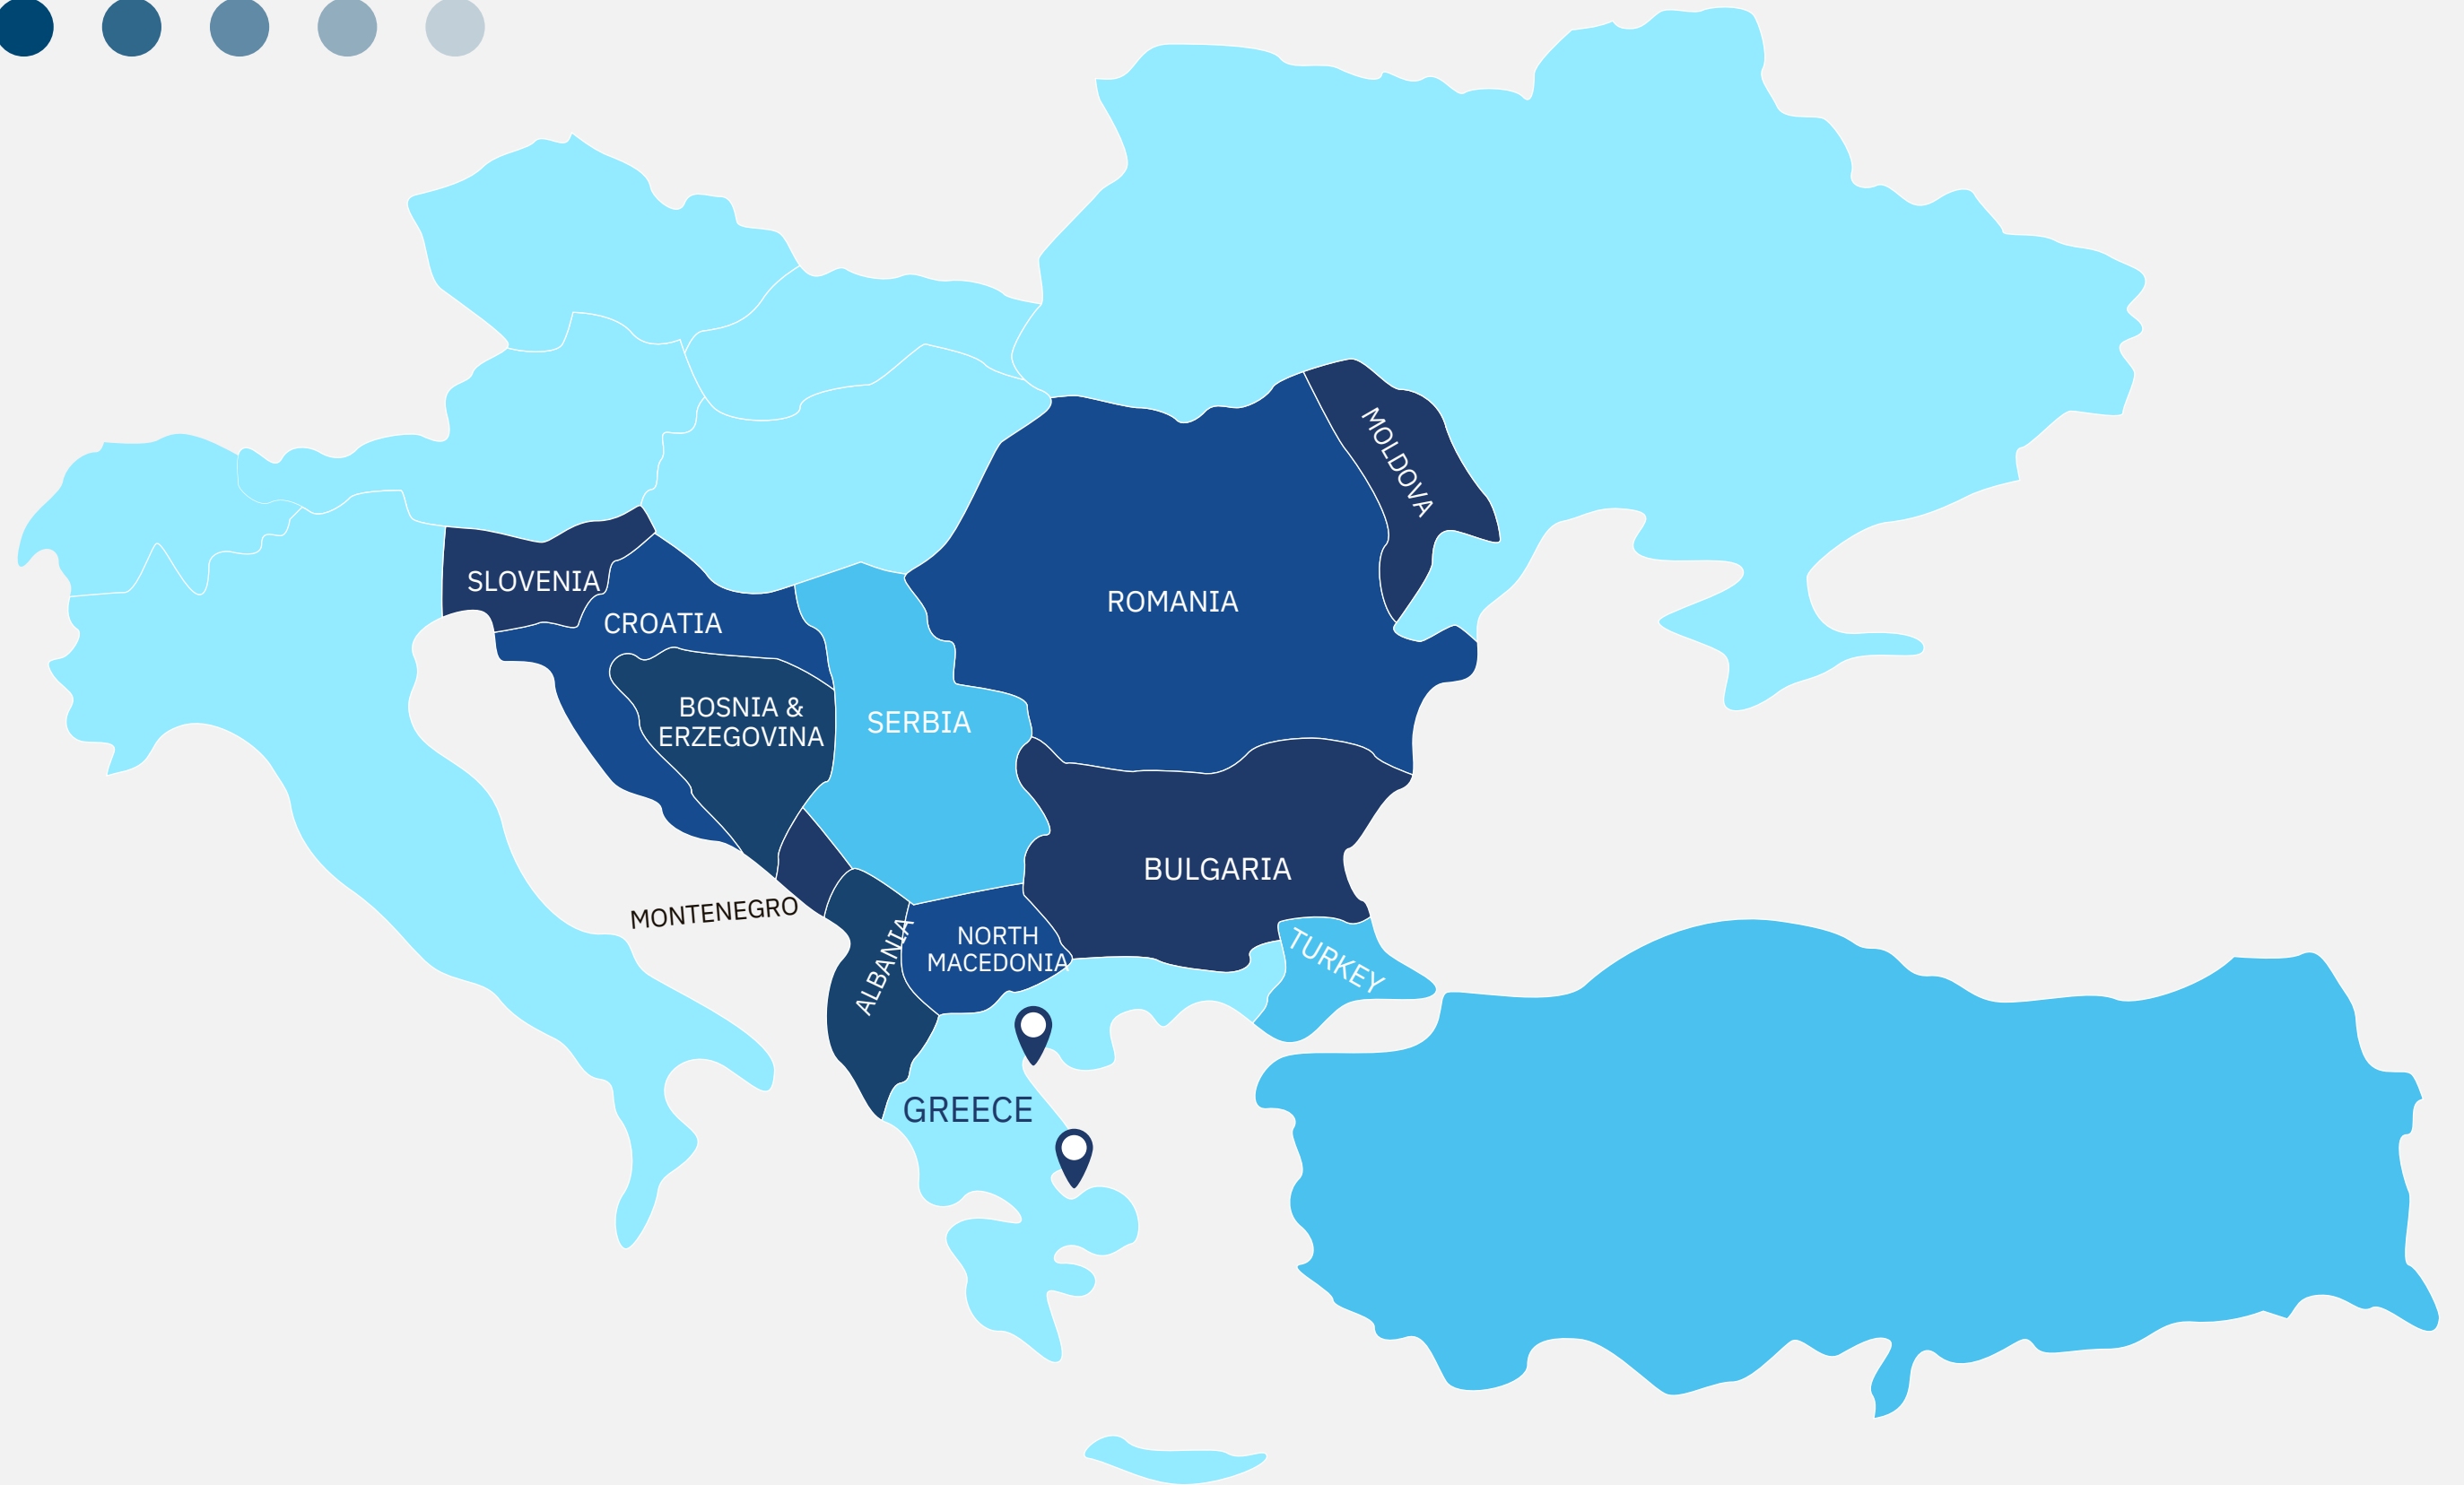 MOLDOVA
SLOVENIA
CROATIA
ROMANIA
BOSNIA &
ERZEGOVINA
SERBIA
BULGARIA
MONTENEGRO
ALBANIA
NORTH
MACEDONIA
TURKEY
GREECE